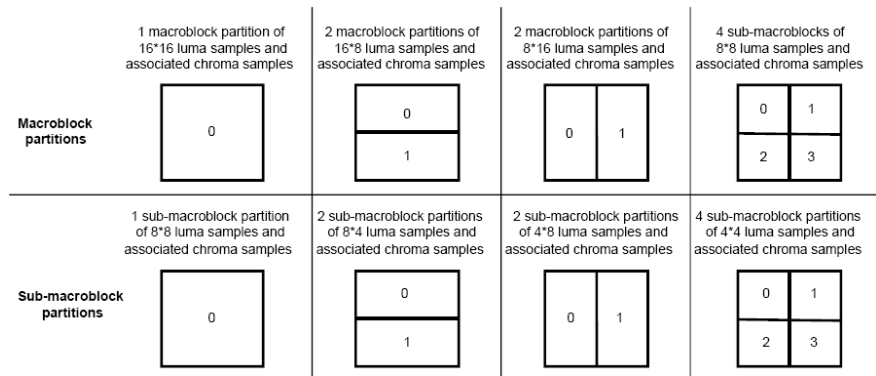 1 macroblock partition of
16*16 luma samples and
associated chroma samples
2 macroblock partitions of
16*8 luma samples and
associated chroma samples
2 macroblock partitions of
8*16 luma samples and
associated chroma samples
4 sub-macroblocks of
8*8 luma samples and
associated chroma samples
Macroblock
partitions
0
0
1
0 1
0 1
2 3
1 sub-macroblock partition
of 8*8 luma samples and
associated chroma samples
2 sub-macroblock partitions
of 8*4 luma samples and
associated chroma samples
2 sub-macroblock partitions
of 4*8 luma samples and
associated chroma samples
4 sub-macroblock partitions
of 4*4 luma samples and
associated chroma samples
Sub-macroblock
partitions
0
0
1
0 1
0 1
2 3